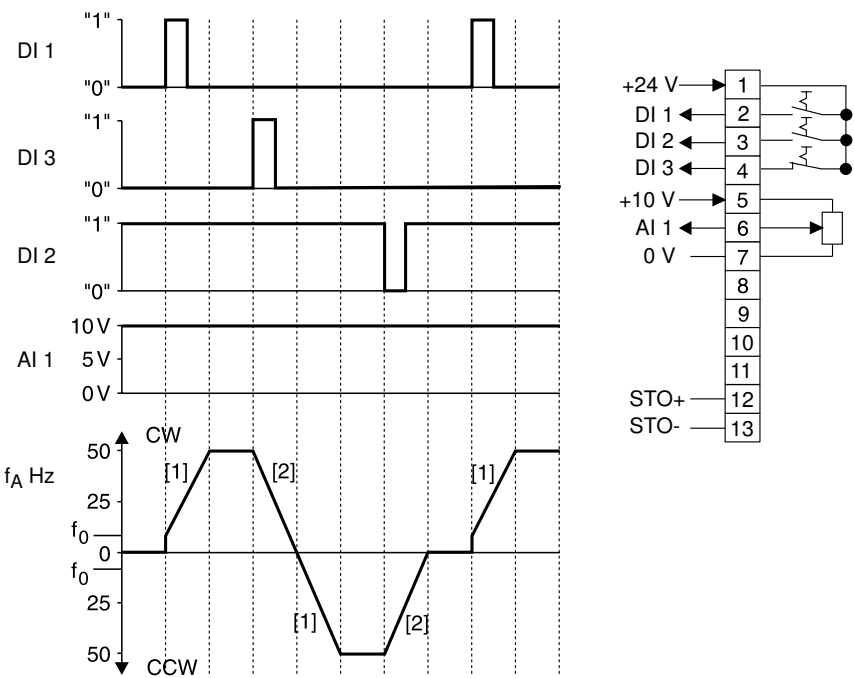 DI 1
"1"
"0"
DI 3
"1"
"0"
DI 2
"1"
"0"
AI 1
10 V
5 V
0 V
CW
fA Hz
50
25
f0
0
f0
25
50
CCW
[1]
[2]
[1]
[2]
[1]
+24 V 1
DI 1 2
DI 2 3
DI 3 4
+10 V 5
AI 1 6
0 V 7
8
9
10
11
STO+ 12
STO- 13